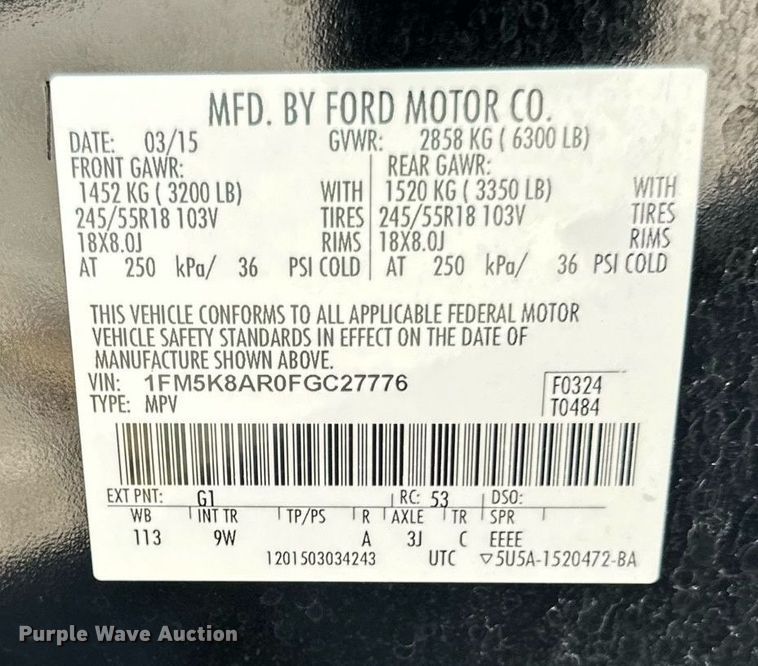 MFD. BY FORD MOTOR CO.
DATE: 03/15 GVWR: 2858 KG ( 6300 LB)
FRONT GAWR: REAR GAWR:
1452 KG ( 3200 LB) WITH 1520 KG ( 3350 LB) WITH
245/55R18 103V TIRES 245/55R18 103V TIRES
18X8.0J RIMS 18X8.0J RIMS
AT 250 kPa/ 36 PSI COLD AT 250 kPa/ 36 PSI COLD
THIS VEHICLE CONFORMS TO ALL APPLICABLE FEDERAL MOTOR
VEHICLE SAFETY STANDARDS IN EFFECT ON THE DATE OF
MANUFACTURE SHOWN ABOVE.
VIN: 1FM5K8AR0FGC27776 F0324
TYPE: MPV T0484
EXT PNT: G1 RC: 53 DSO:
WB INT TR TP/PS R AXLE TR SPR
113 9W A 3J C EEEE
1201503034243 UTC ▽5U5A-1520472-BA
Purple Wave Auction